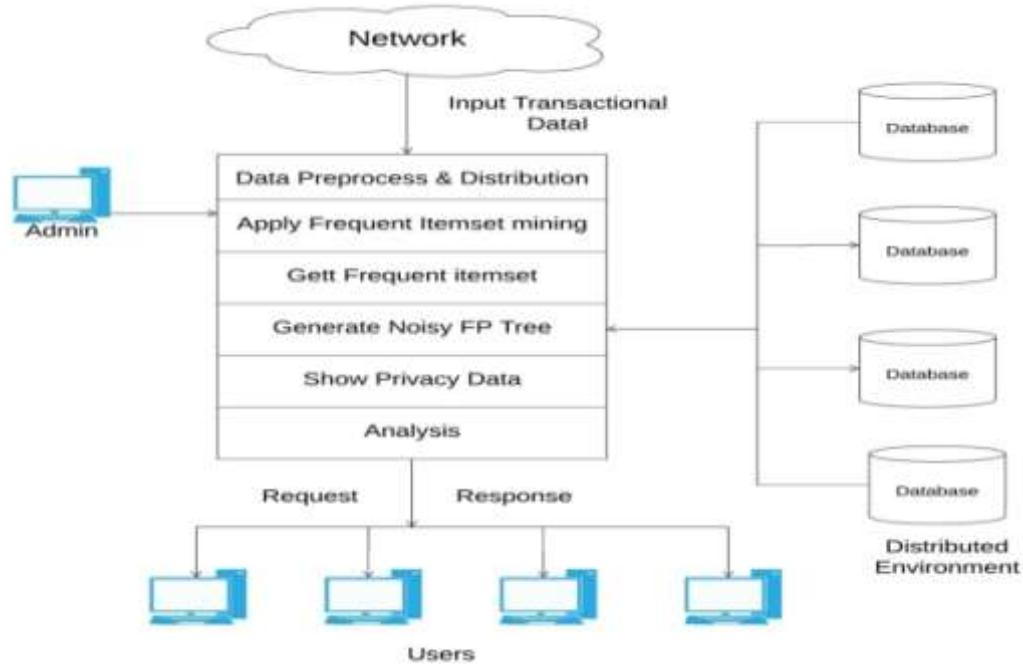 Network
Input Transactional
Datal
Database
Data Preprocess & Distribution
Admin
Apply Frequent Itemset mining
Database
Gett Frequent itemset
Generate Noisy FP Tree
Show Privacy Data
Database
Analysis
Request
Response
Database
Distributed
Environment
Users